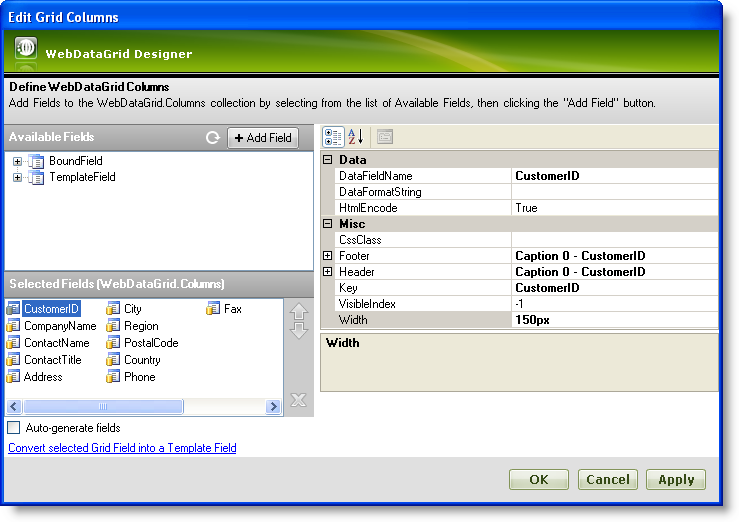 Edit Grid Columns
WebDataGrid Designer
Define WebDataGrid Columns
Add Fields to the WebDataGrid.Columns collection by selecting from the list of Available Fields, then clicking the "Add Field" button.
Available Fields
+ Add Field
BoundField
TemplateField
Selected Fields (WebDataGrid.Columns)
CustomerID
CompanyName
ContactName
ContactTitle
Address
City
Region
PostalCode
Country
Phone
Fax
Auto-generate fields
Convert selected Grid Field into a Template Field
Data
DataFieldName CustomerID
DataFormatString
HtmlEncode True
Misc
CssClass
Footer Caption 0 - CustomerID
Header Caption 0 - CustomerID
Key CustomerID
VisibleIndex -1
Width 150px
Width
OK Cancel Apply